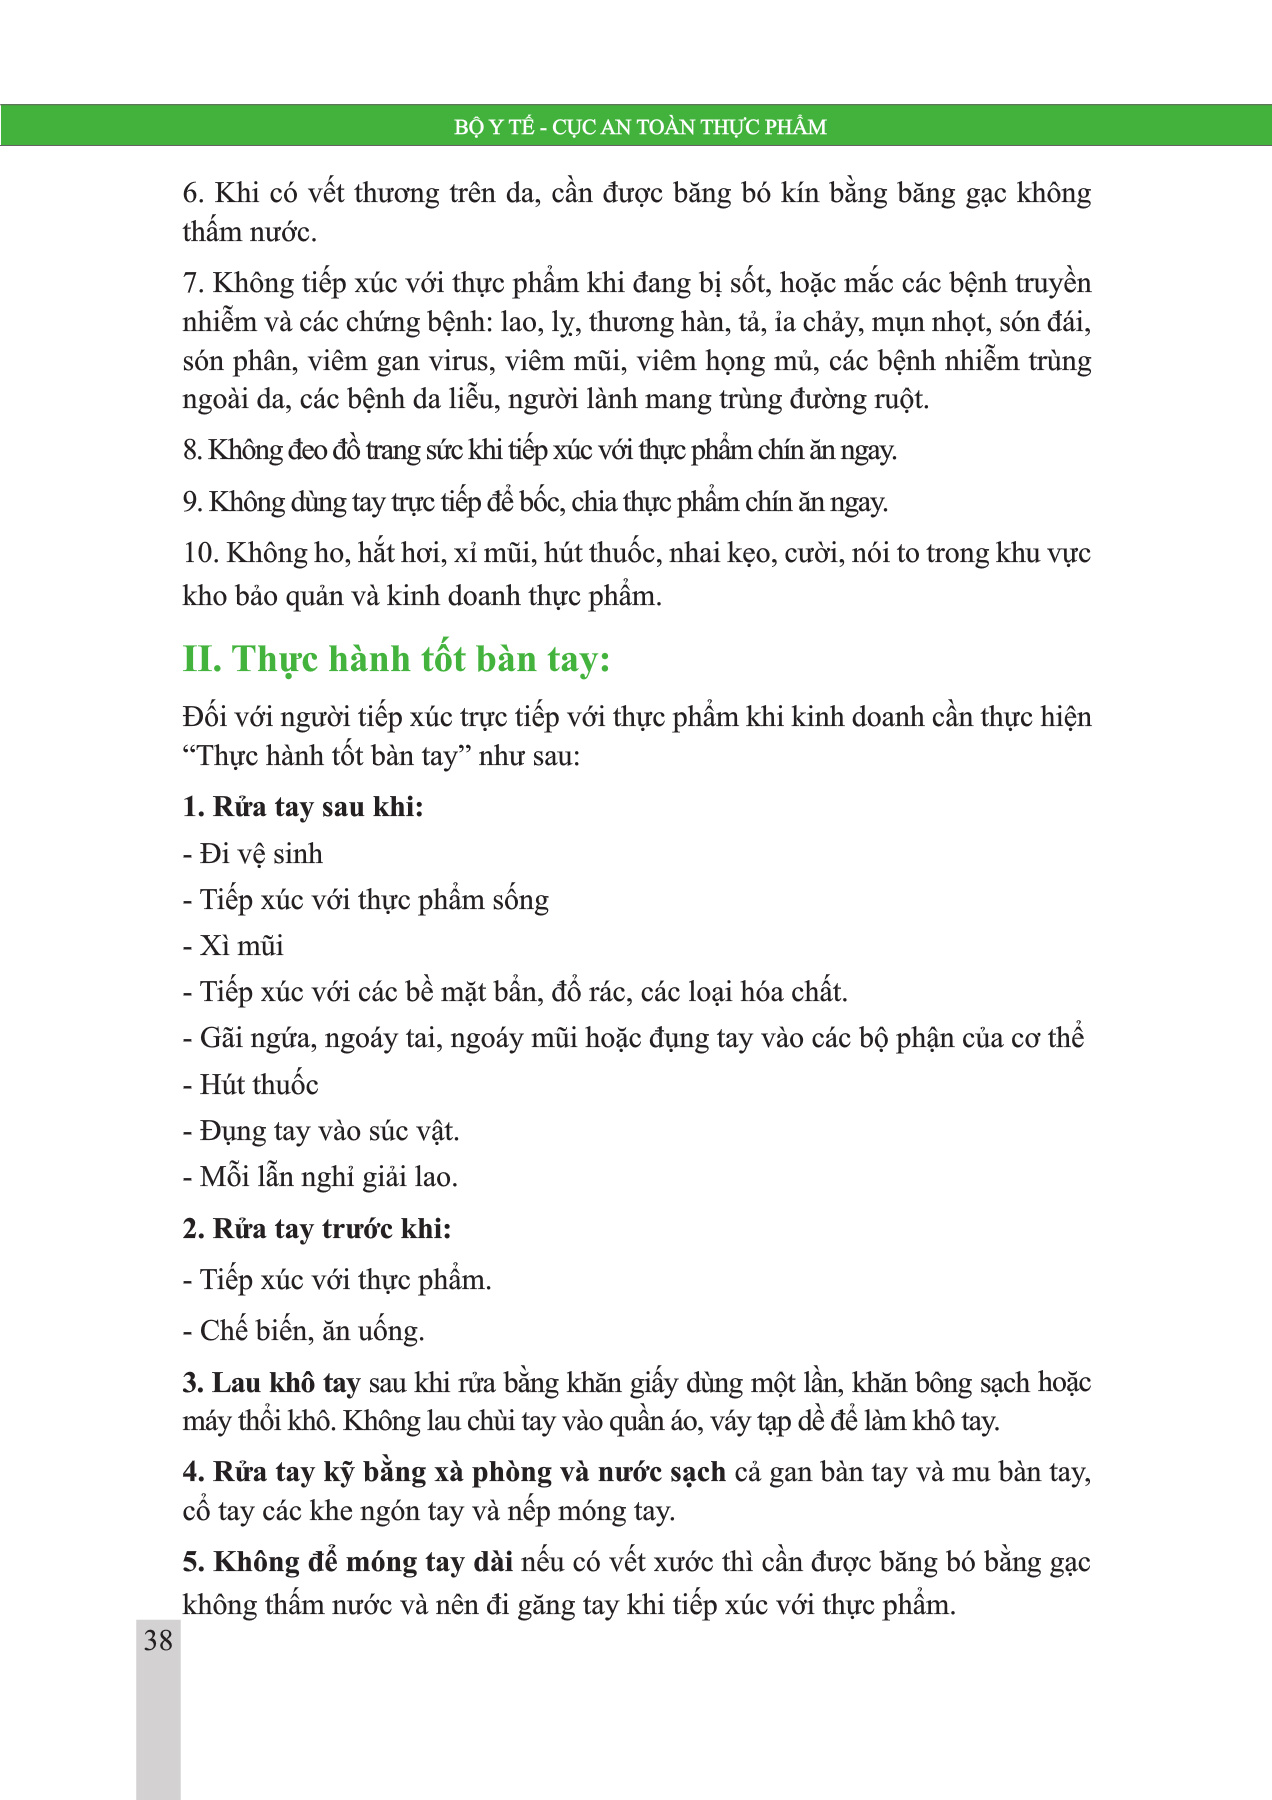 BỘ Y TẾ - CỤC AN TOÀN THỰC PHẨM
6. Khi có vết thương trên da, cần được băng bó kín bằng băng gạc không
thấm nước.
7. Không tiếp xúc với thực phẩm khi đang bị sốt, hoặc mắc các bệnh truyền
nhiễm và các chứng bệnh: lao, lỵ, thương hàn, tả, ỉa chảy, mụn nhọt, són đái,
són phân, viêm gan virus, viêm mũi, viêm họng mủ, các bệnh nhiễm trùng
ngoài da, các bệnh da liễu, người lành mang trùng đường ruột.
8. Không đeo đồ trang sức khi tiếp xúc với thực phẩm chín ăn ngay.
9. Không dùng tay trực tiếp để bốc, chia thực phẩm chín ăn ngay.
10. Không ho, hắt hơi, xỉ mũi, hút thuốc, nhai kẹo, cười, nói to trong khu vực
kho bảo quản và kinh doanh thực phẩm.
II. Thực hành tốt bàn tay:
Đối với người tiếp xúc trực tiếp với thực phẩm khi kinh doanh cần thực hiện
“Thực hành tốt bàn tay” như sau:
1. Rửa tay sau khi:
- Đi vệ sinh
- Tiếp xúc với thực phẩm sống
- Xì mũi
- Tiếp xúc với các bề mặt bẩn, đổ rác, các loại hóa chất.
- Gãi ngứa, ngoáy tai, ngoáy mũi hoặc đụng tay vào các bộ phận của cơ thể
- Hút thuốc
- Đụng tay vào súc vật.
- Mỗi lẫn nghỉ giải lao.
2. Rửa tay trước khi:
- Tiếp xúc với thực phẩm.
- Chế biến, ăn uống.
3. Lau khô tay sau khi rửa bằng khăn giấy dùng một lần, khăn bông sạch hoặc
máy thổi khô. Không lau chùi tay vào quần áo, váy tạp dề để làm khô tay.
4. Rửa tay kỹ bằng xà phòng và nước sạch cả gan bàn tay và mu bàn tay,
cổ tay các khe ngón tay và nếp móng tay.
5. Không để móng tay dài nếu có vết xước thì cần được băng bó bằng gạc
không thấm nước và nên đi găng tay khi tiếp xúc với thực phẩm.
38